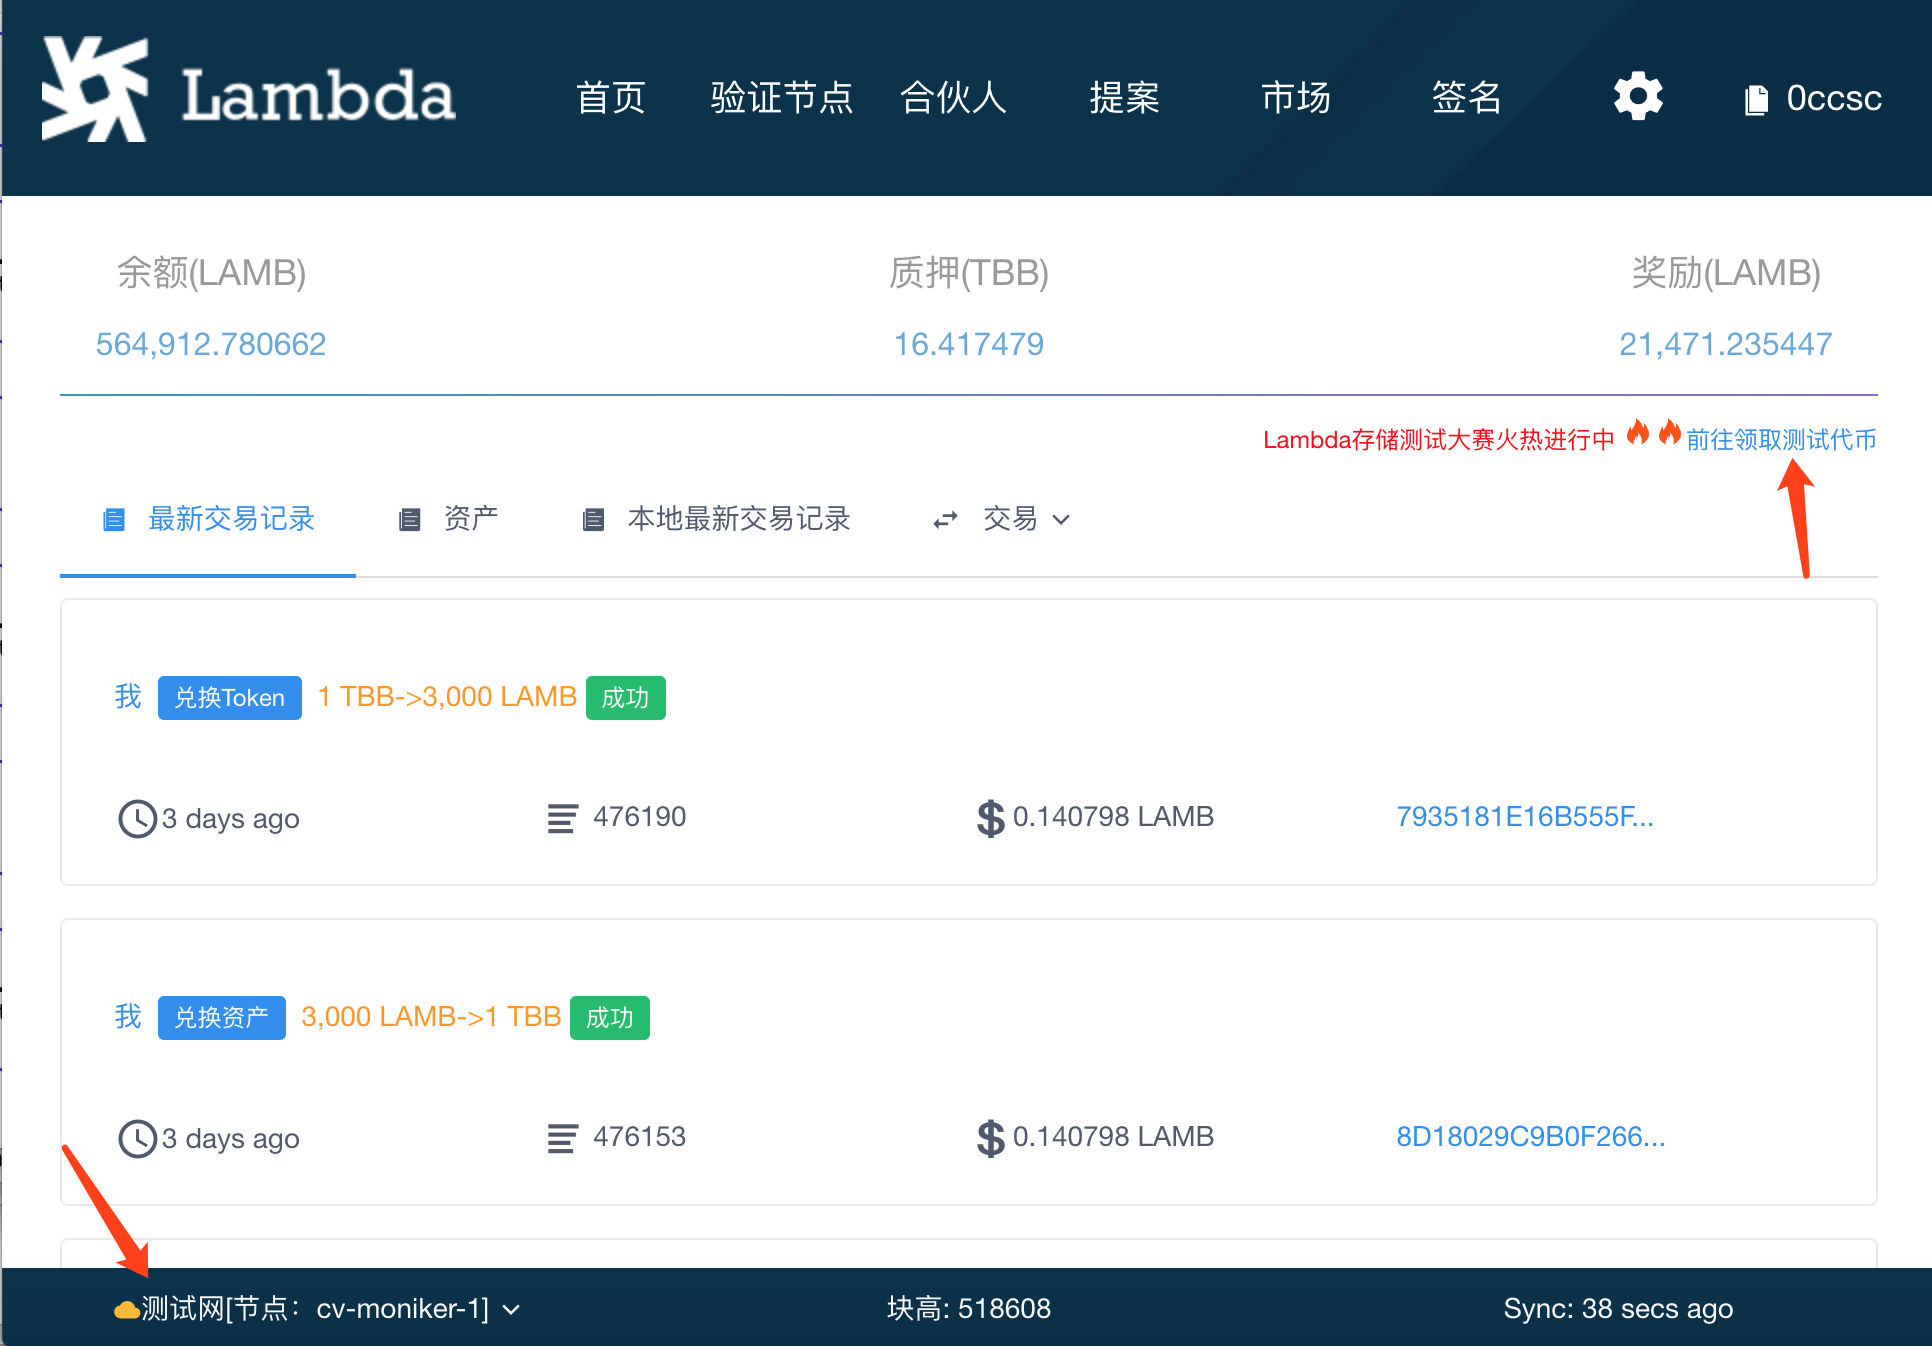 Lambda 首页 验证节点 合伙人 提案 市场 签名 0ccsc
余额(LAMB) 质押(TBB) 奖励(LAMB)
564,912.780662 16.417479 21,471.235447
Lambda存储测试大赛火热进行中 前往领取测试代币
最新交易记录 资产 本地最新交易记录 交易
我 兑换Token 1 TBB->3,000 LAMB 成功
3 days ago 476190 0.140798 LAMB 7935181E16B555F...
我 兑换资产 3,000 LAMB->1 TBB 成功
3 days ago 476153 0.140798 LAMB 8D18029C9B0F266...
测试网[节点：cv-moniker-1] 块高: 518608 Sync: 38 secs ago